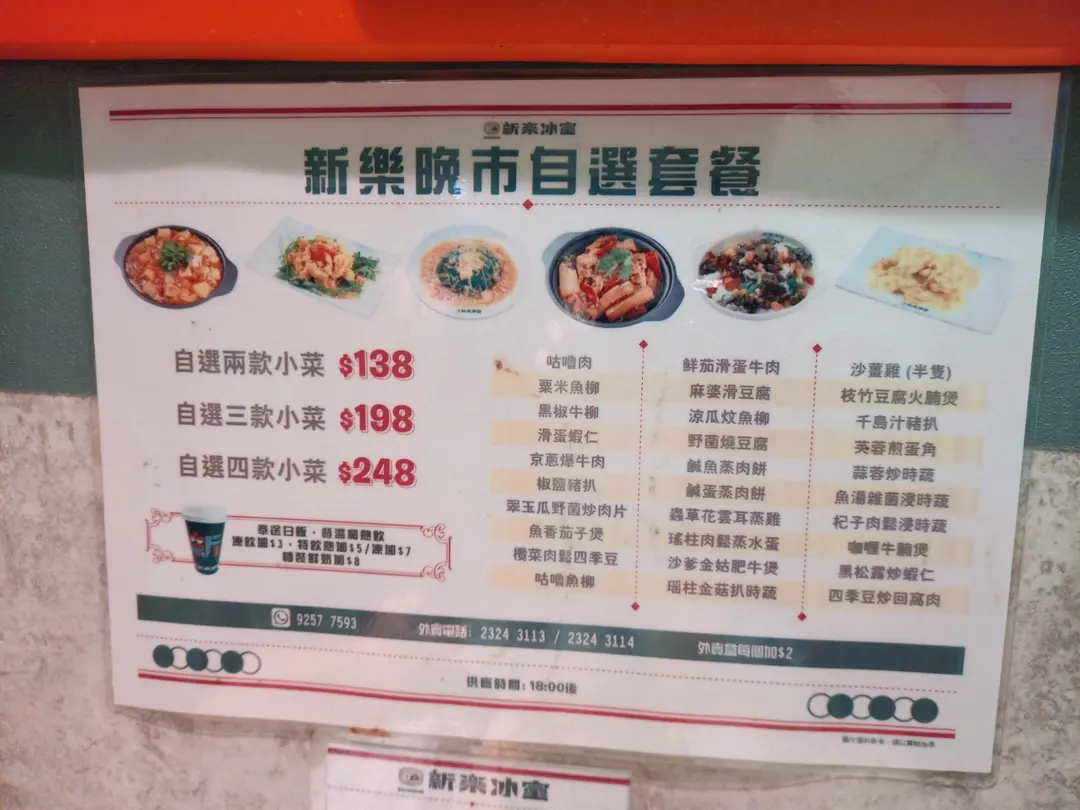 新樂冰室
新樂晚市自選套餐
自選兩款小菜 $138
自選三款小菜 $198
自選四款小菜 $248
奉送白飯，
凍飲加$3，特飲熱加$5/凍加$7
樽裝鮮奶加$8
咕嚕肉
粟米魚柳
黑椒牛柳
滑蛋蝦仁
京蔥爆牛肉
椒鹽豬扒
翠玉瓜野菌炒肉片
魚香茄子煲
欖菜肉鬆四季豆
咕嚕魚柳
鮮茄滑蛋牛肉
麻婆滑豆腐
涼瓜炆魚柳
野菌燒豆腐
鹹魚蒸肉餅
鹹蛋蒸肉餅
蟲草花雲耳蒸雞
瑤柱肉鬆蒸水蛋
沙爹金菇肥牛煲
瑶柱金菇扒時蔬
沙薑雞 (半隻)
枝竹豆腐火腩煲
千島汁豬扒
芙蓉煎蛋角
蒜蓉炒時蔬
魚湯雜菌浸時蔬
杞子肉鬆浸時蔬
咖喱牛腩煲
黑松露炒蝦仁
四季豆炒回窩肉
9257 7593
外賣電話: 2324 3113 / 2324 3114
外賣盒每個加$2
供應時間: 18:00後
新樂冰室